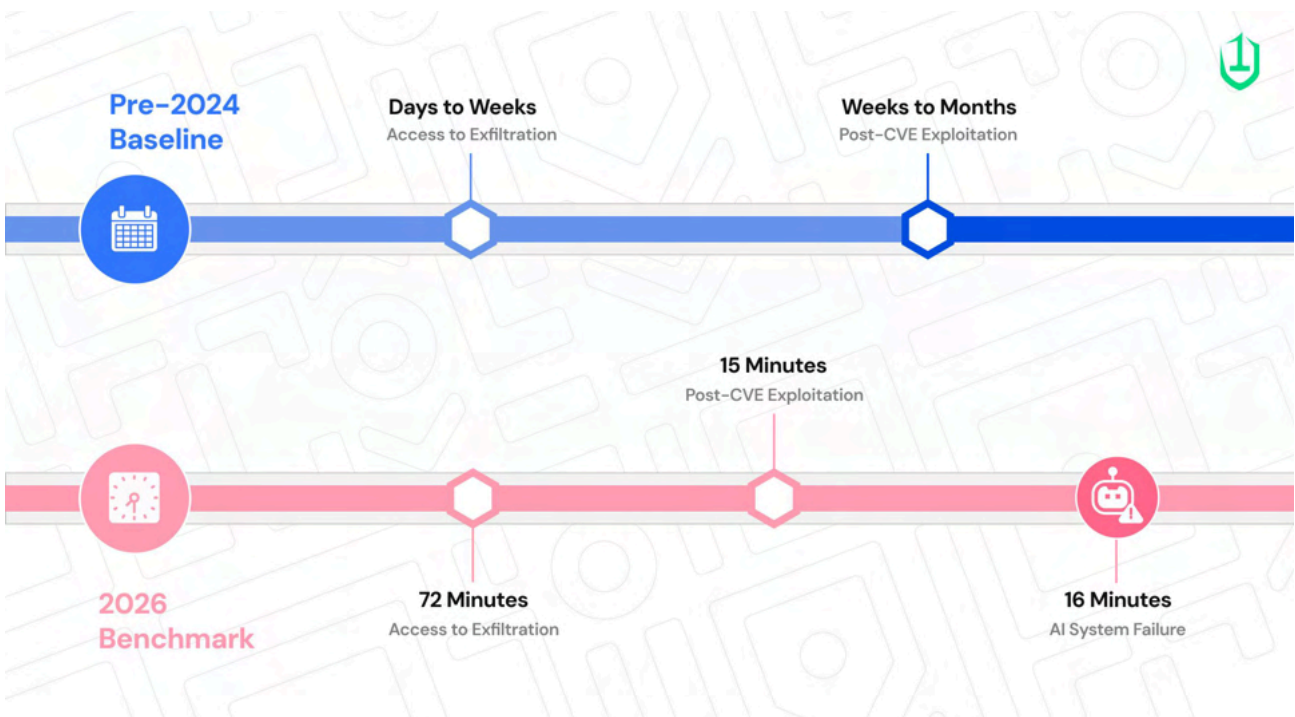 Pre-2024
Baseline
Days to Weeks
Access to Exfiltration
Weeks to Months
Post-CVE Exploitation
1
15 Minutes
Post-CVE Exploitation
2026
Benchmark
72 Minutes
Access to Exfiltration
16 Minutes
AI System Failure